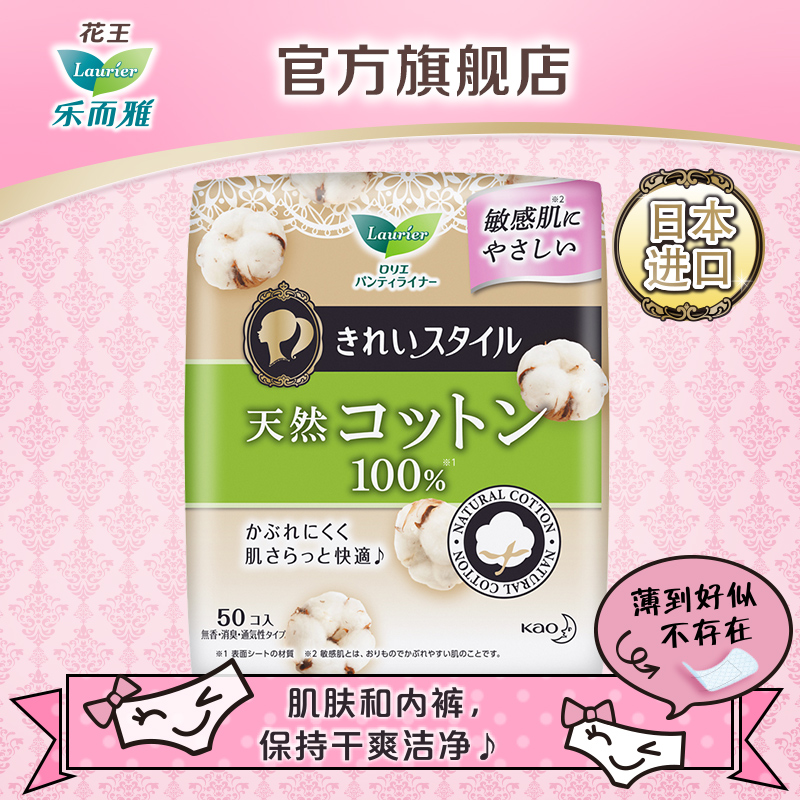 花王
Laurier
乐而雅
官方旗舰店
日本
进口
Laurier
ロリエ
パンティライナー
敏感肌に※2
やさしい
きれいスタイル
天然コットン
100%※1
NATURAL COTTON・NATURAL COTTON・
かぶれにくく
肌さらっと快適♪
50コ入
無香・消臭・通気性タイプ
Kao
※1 表面シートの材質 ※2 敏感肌とは、おりものでかぶれやすい肌のことです。
薄到好似
不存在
肌肤和内裤，
保持干爽洁净♪